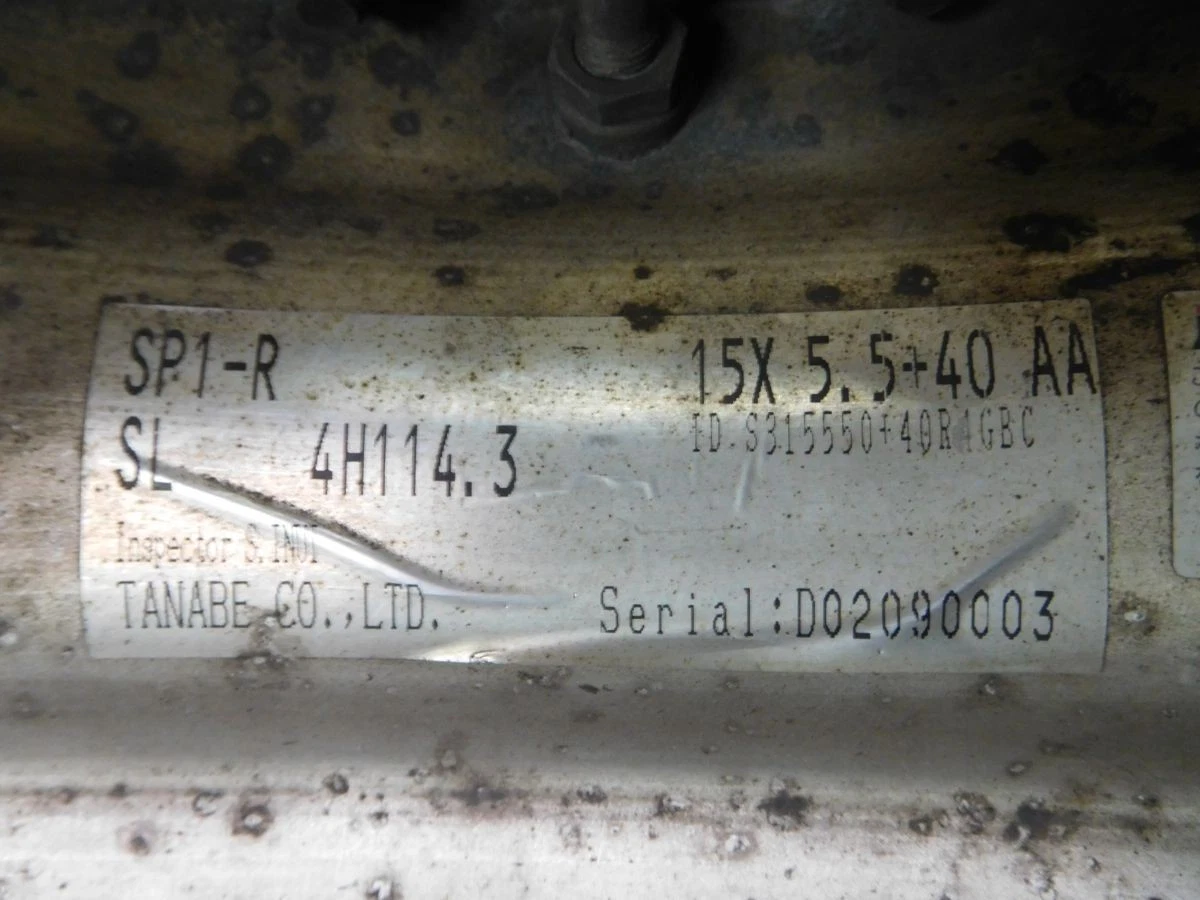 SP1-R 15X 5.5+40 AA
ID S315550+40R4GBC
SL 4H114.3
Inspector S.INUI
TANABE CO.,LTD. Serial:D02090003